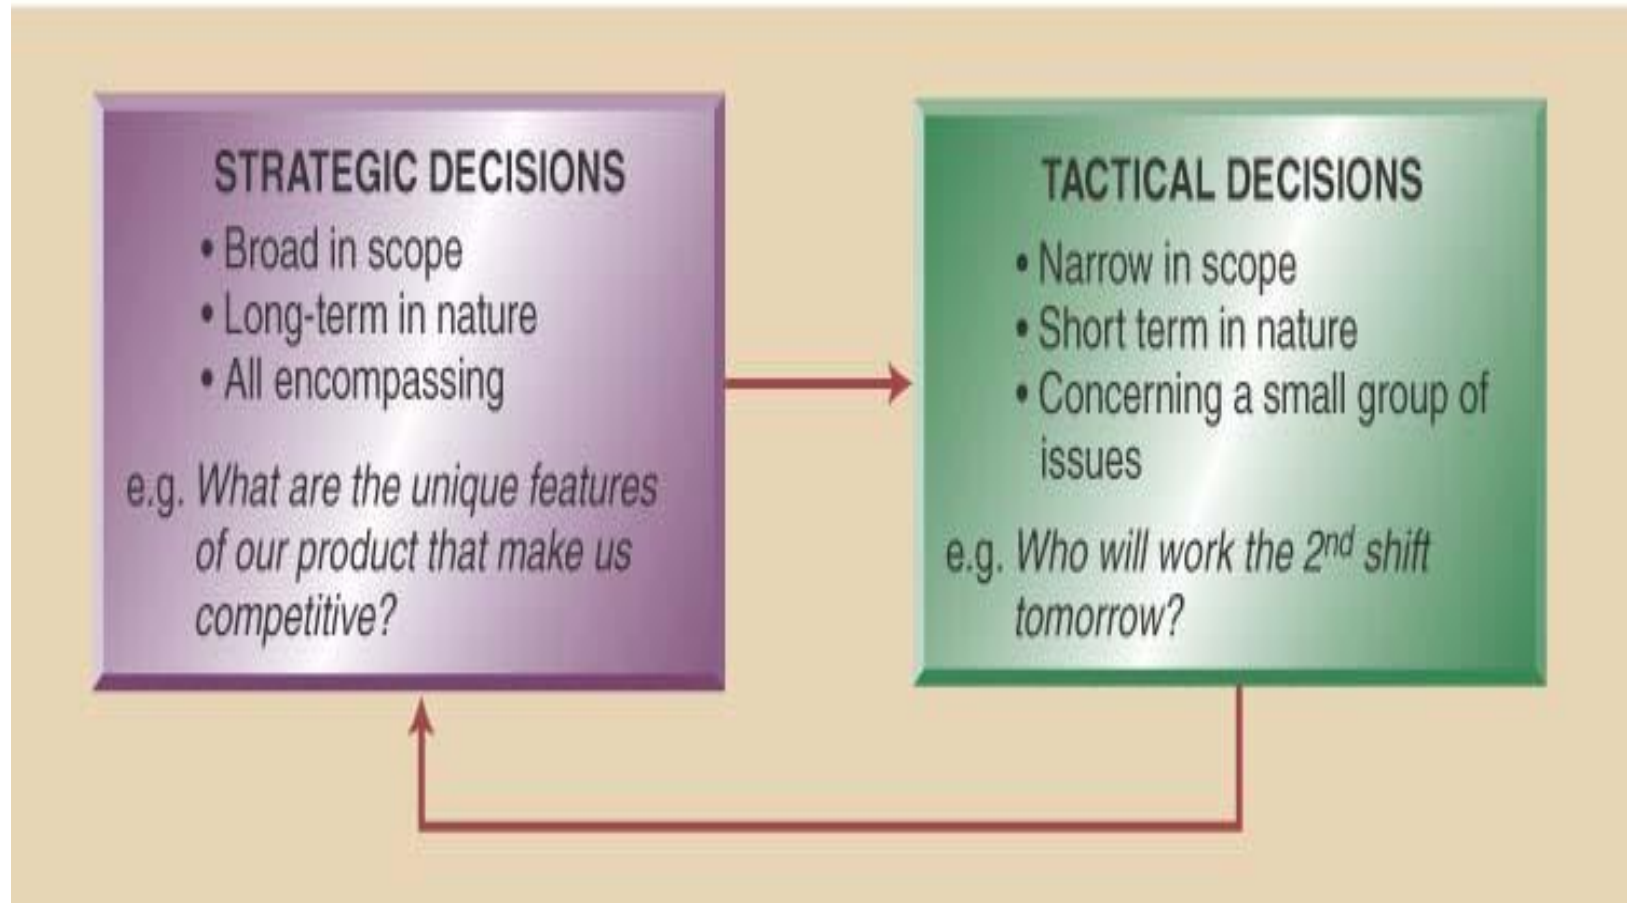 STRATEGIC DECISIONS
• Broad in scope
• Long-term in nature
• All encompassing
e.g. What are the unique features
of our product that make us
competitive?
TACTICAL DECISIONS
• Narrow in scope
• Short term in nature
• Concerning a small group of
issues
e.g. Who will work the 2nd shift
tomorrow?